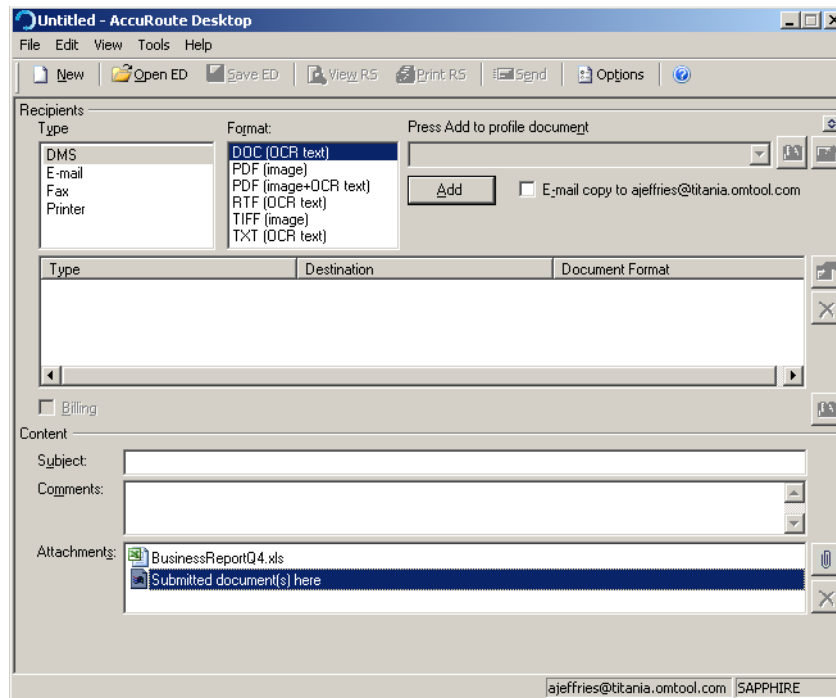 Untitled - AccuRoute Desktop
File Edit View Tools Help
New Open ED Save ED View RS Print RS Send Options
Recipients
Type Format: Press Add to profile document
DMS
E-mail
Fax
Printer
DOC (OCR text)
PDF (image)
PDF (image+OCR text)
RTF (OCR text)
TIFF (image)
TXT (OCR text)
Add E-mail copy to ajeffries@titania.omtool.com
Type Destination Document Format
Billing
Content
Subject:
Comments:
Attachments: BusinessReportQ4.xls
Submitted document(s) here
ajeffries@titania.omtool.com SAPPHIRE